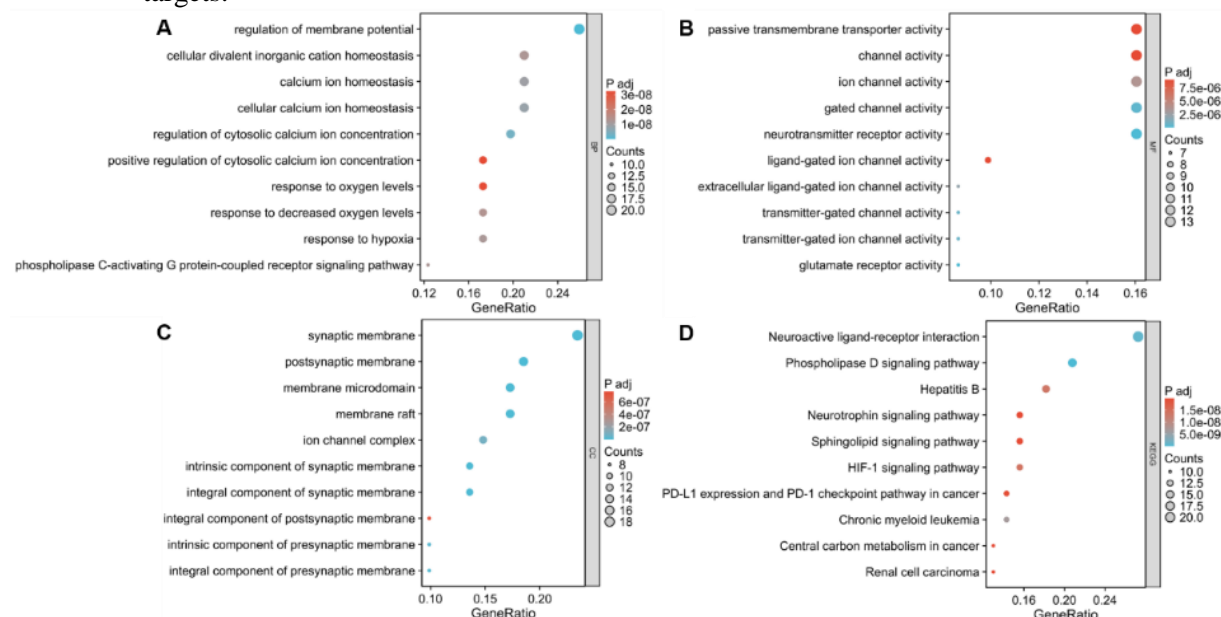 targets.
A
regulation of membrane potential
cellular divalent inorganic cation homeostasis
calcium ion homeostasis
cellular calcium ion homeostasis
regulation of cytosolic calcium ion concentration
positive regulation of cytosolic calcium ion concentration
response to oxygen levels
response to decreased oxygen levels
response to hypoxia
phospholipase C-activating G protein-coupled receptor signaling pathway
0.12 0.16 0.20 0.24
GeneRatio
BP
P adj
3e-08
2e-08
1e-08
Counts
10.0
12.5
15.0
17.5
20.0
B
passive transmembrane transporter activity
channel activity
ion channel activity
gated channel activity
neurotransmitter receptor activity
ligand-gated ion channel activity
extracellular ligand-gated ion channel activity
transmitter-gated channel activity
transmitter-gated ion channel activity
glutamate receptor activity
0.10 0.12 0.14 0.16
GeneRatio
MF
P adj
7.5e-06
5.0e-06
2.5e-06
Counts
7
8
9
10
11
12
13
C
synaptic membrane
postsynaptic membrane
membrane microdomain
membrane raft
ion channel complex
intrinsic component of synaptic membrane
integral component of synaptic membrane
integral component of postsynaptic membrane
intrinsic component of presynaptic membrane
integral component of presynaptic membrane
0.10 0.15 0.20
GeneRatio
CC
P adj
6e-07
4e-07
2e-07
Counts
8
10
12
14
16
18
D
Neuroactive ligand-receptor interaction
Phospholipase D signaling pathway
Hepatitis B
Neurotrophin signaling pathway
Sphingolipid signaling pathway
HIF-1 signaling pathway
PD-L1 expression and PD-1 checkpoint pathway in cancer
Chronic myeloid leukemia
Central carbon metabolism in cancer
Renal cell carcinoma
0.16 0.20 0.24
GeneRatio
KEGG
P adj
1.5e-08
1.0e-08
5.0e-09
Counts
10.0
12.5
15.0
17.5
20.0